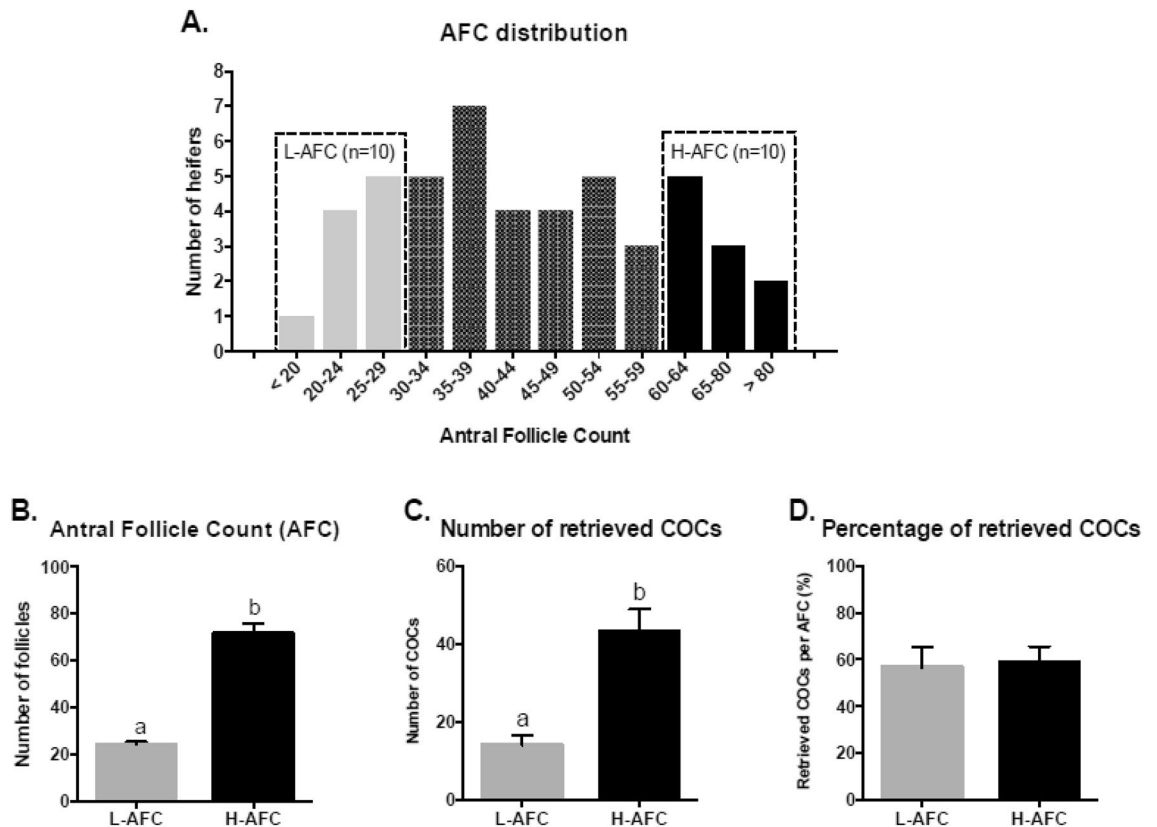 A.
AFC distribution
Number of heifers
8
7
6
5
4
3
2
1
0
L-AFC (n=10)
H-AFC (n=10)
< 20
20-24
25-29
30-34
35-39
40-44
45-49
50-54
55-59
60-64
65-80
> 80
Antral Follicle Count
B.
Antral Follicle Count (AFC)
Number of follicles
100
80
60
40
20
0
a
b
L-AFC
H-AFC
C.
Number of retrieved COCs
Number of COCs
60
40
20
0
a
b
L-AFC
H-AFC
D.
Percentage of retrieved COCs
Retrieved COCs per AFC (%)
100
80
60
40
20
0
L-AFC
H-AFC